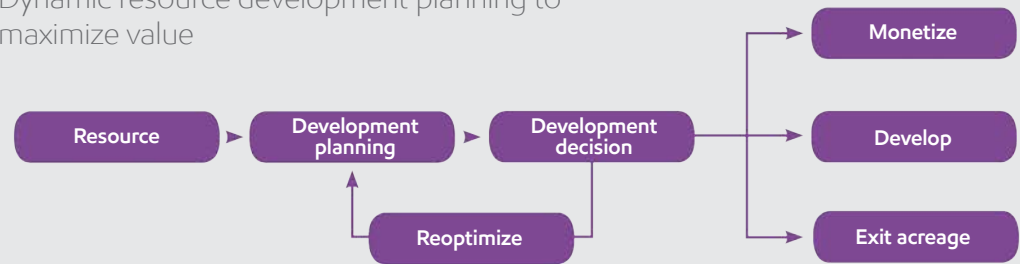 Dynamic resource development planning to
maximize value
Monetize
Resource
Development
planning
Development
decision
Develop
Reoptimize
Exit acreage